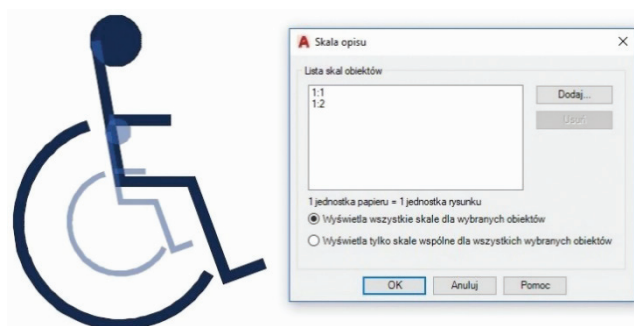 Skala opisu
Lista skal obiektów
1:1
1:2
Dodaj...
Usuń
1 jednostka papieru = 1 jednostka rysunku
Wyświetla wszystkie skale dla wybranych obiektów
Wyświetla tylko skale wspólne dla wszystkich wybranych obiektów
OK
Anuluj
Pomoc